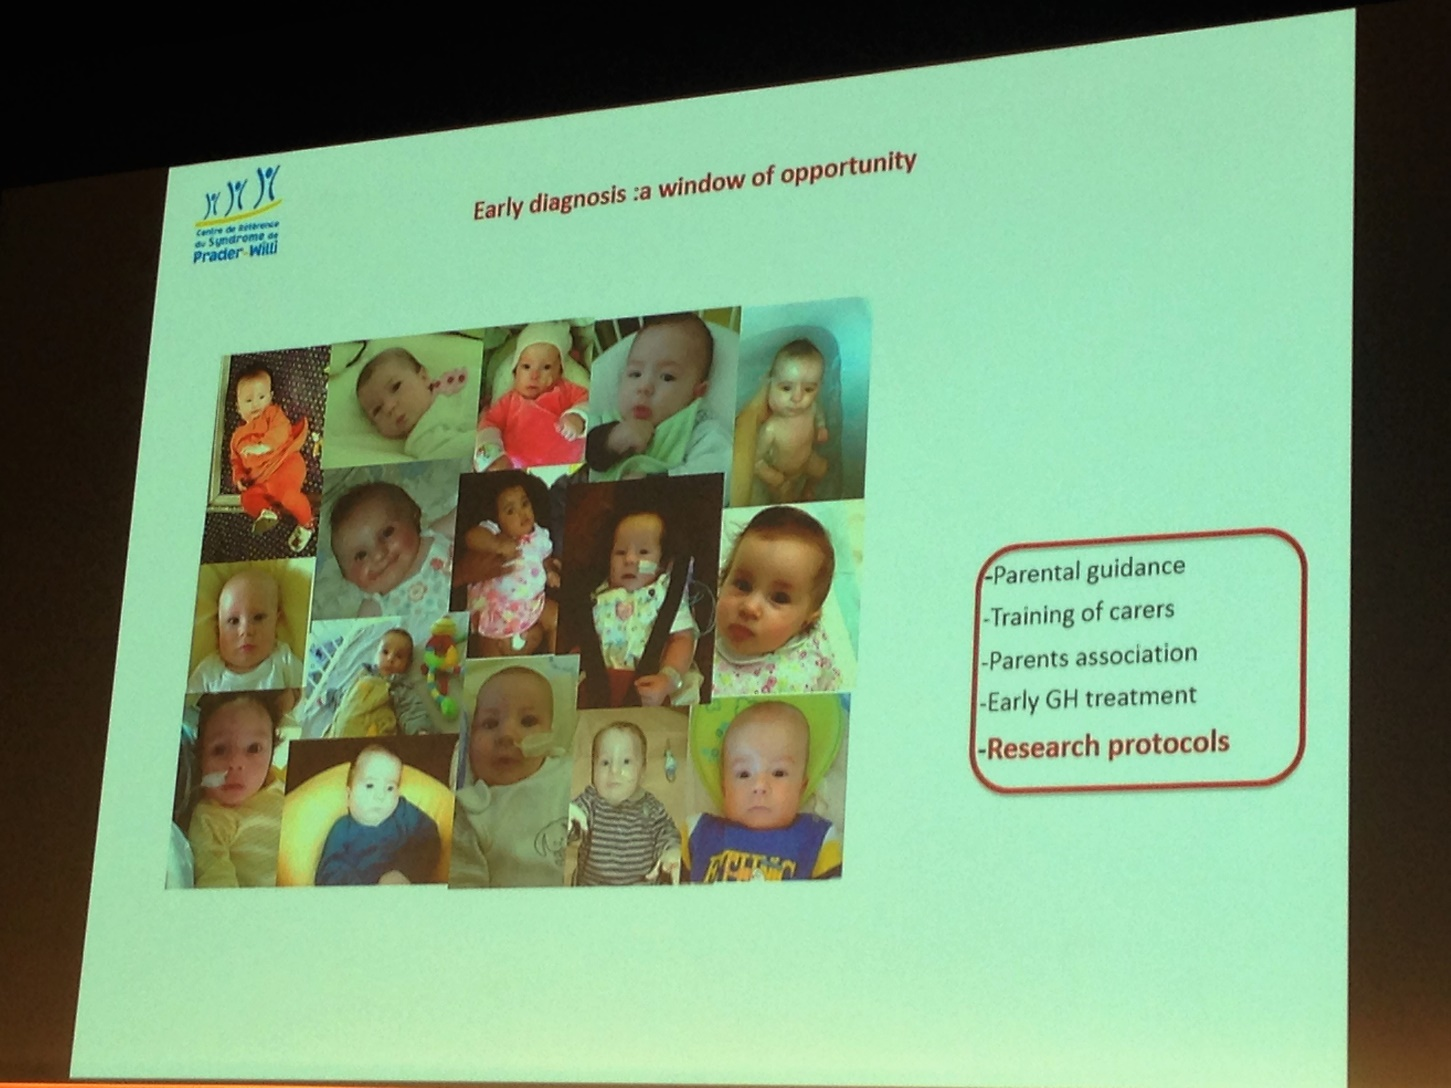 Early diagnosis :a window of opportunity
Centre de Référence
du Syndrome de
Prader-Willi
-Parental guidance
-Training of carers
-Parents association
-Early GH treatment
-Research protocols